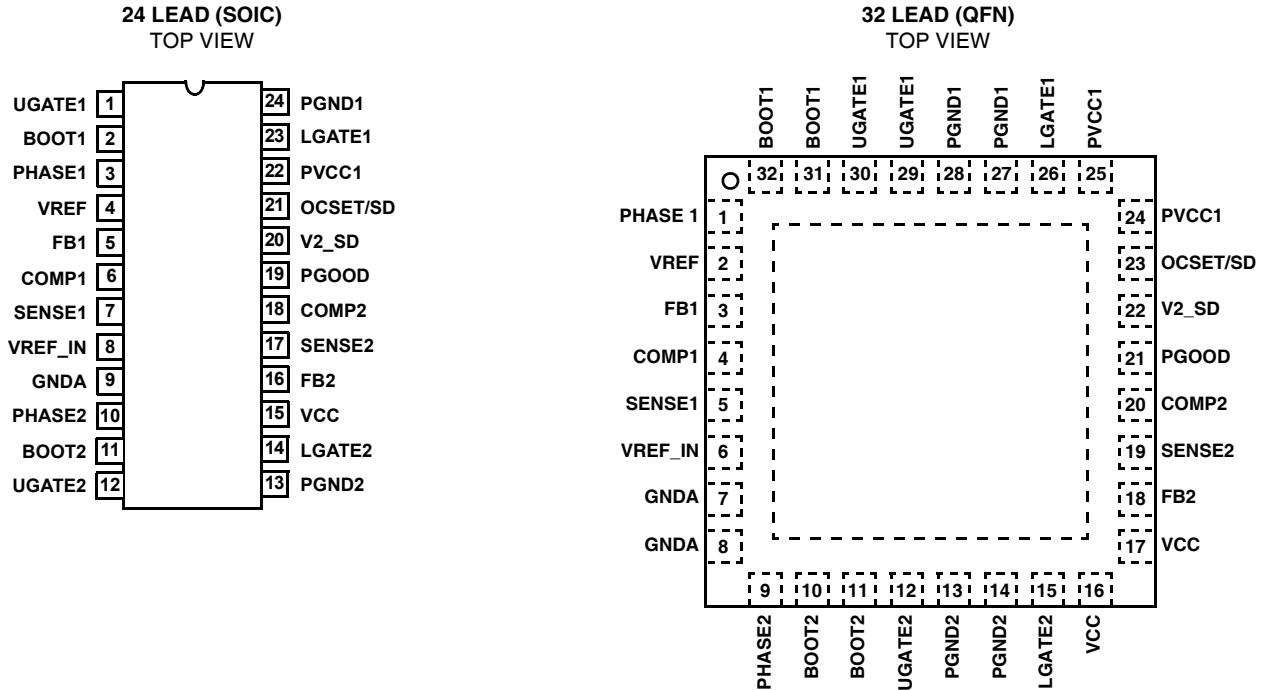 24 LEAD (SOIC)
TOP VIEW
UGATE1 1
BOOT1 2
PHASE1 3
VREF 4
FB1 5
COMP1 6
SENSE1 7
VREF_IN 8
GNDA 9
PHASE2 10
BOOT2 11
UGATE2 12
24 PGND1
23 LGATE1
22 PVCC1
21 OCSET/SD
20 V2_SD
19 PGOOD
18 COMP2
17 SENSE2
16 FB2
15 VCC
14 LGATE2
13 PGND2
32 LEAD (QFN)
TOP VIEW
BOOT1 32
BOOT1 31
UGATE1 30
UGATE1 29
PGND1 28
PGND1 27
LGATE1 26
PVCC1 25
PHASE 1 1
VREF 2
FB1 3
COMP1 4
SENSE1 5
VREF_IN 6
GNDA 7
GNDA 8
24 PVCC1
23 OCSET/SD
22 V2_SD
21 PGOOD
20 COMP2
19 SENSE2
18 FB2
17 VCC
9 PHASE2
10 BOOT2
11 BOOT2
12 UGATE2
13 PGND2
14 PGND2
15 LGATE2
16 VCC